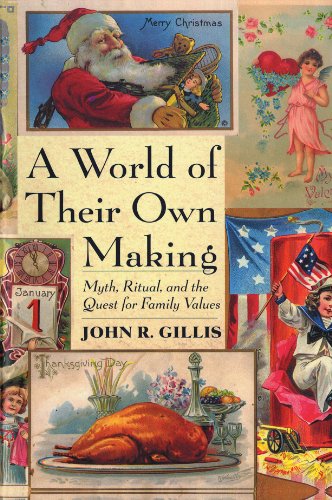 Merry Christmas
A World of
Their Own
Making
Myth, Ritual, and the
Quest for Family Values
JOHN R. GILLIS
January
1
Thanksgiving Day